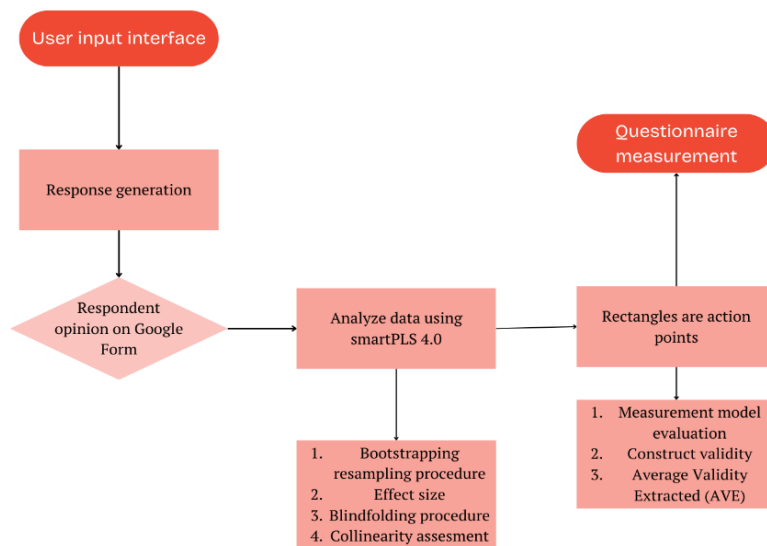 User input interface
Response generation
Respondent
opinion on Google
Form
Analyze data using
smartPLS 4.0
1. Bootstrapping
resampling procedure
2. Effect size
3. Blindfolding procedure
4. Collinearity assesment
Questionnaire
measurement
Rectangles are action
points
1. Measurement model
evaluation
2. Construct validity
3. Average Validity
Extracted (AVE)